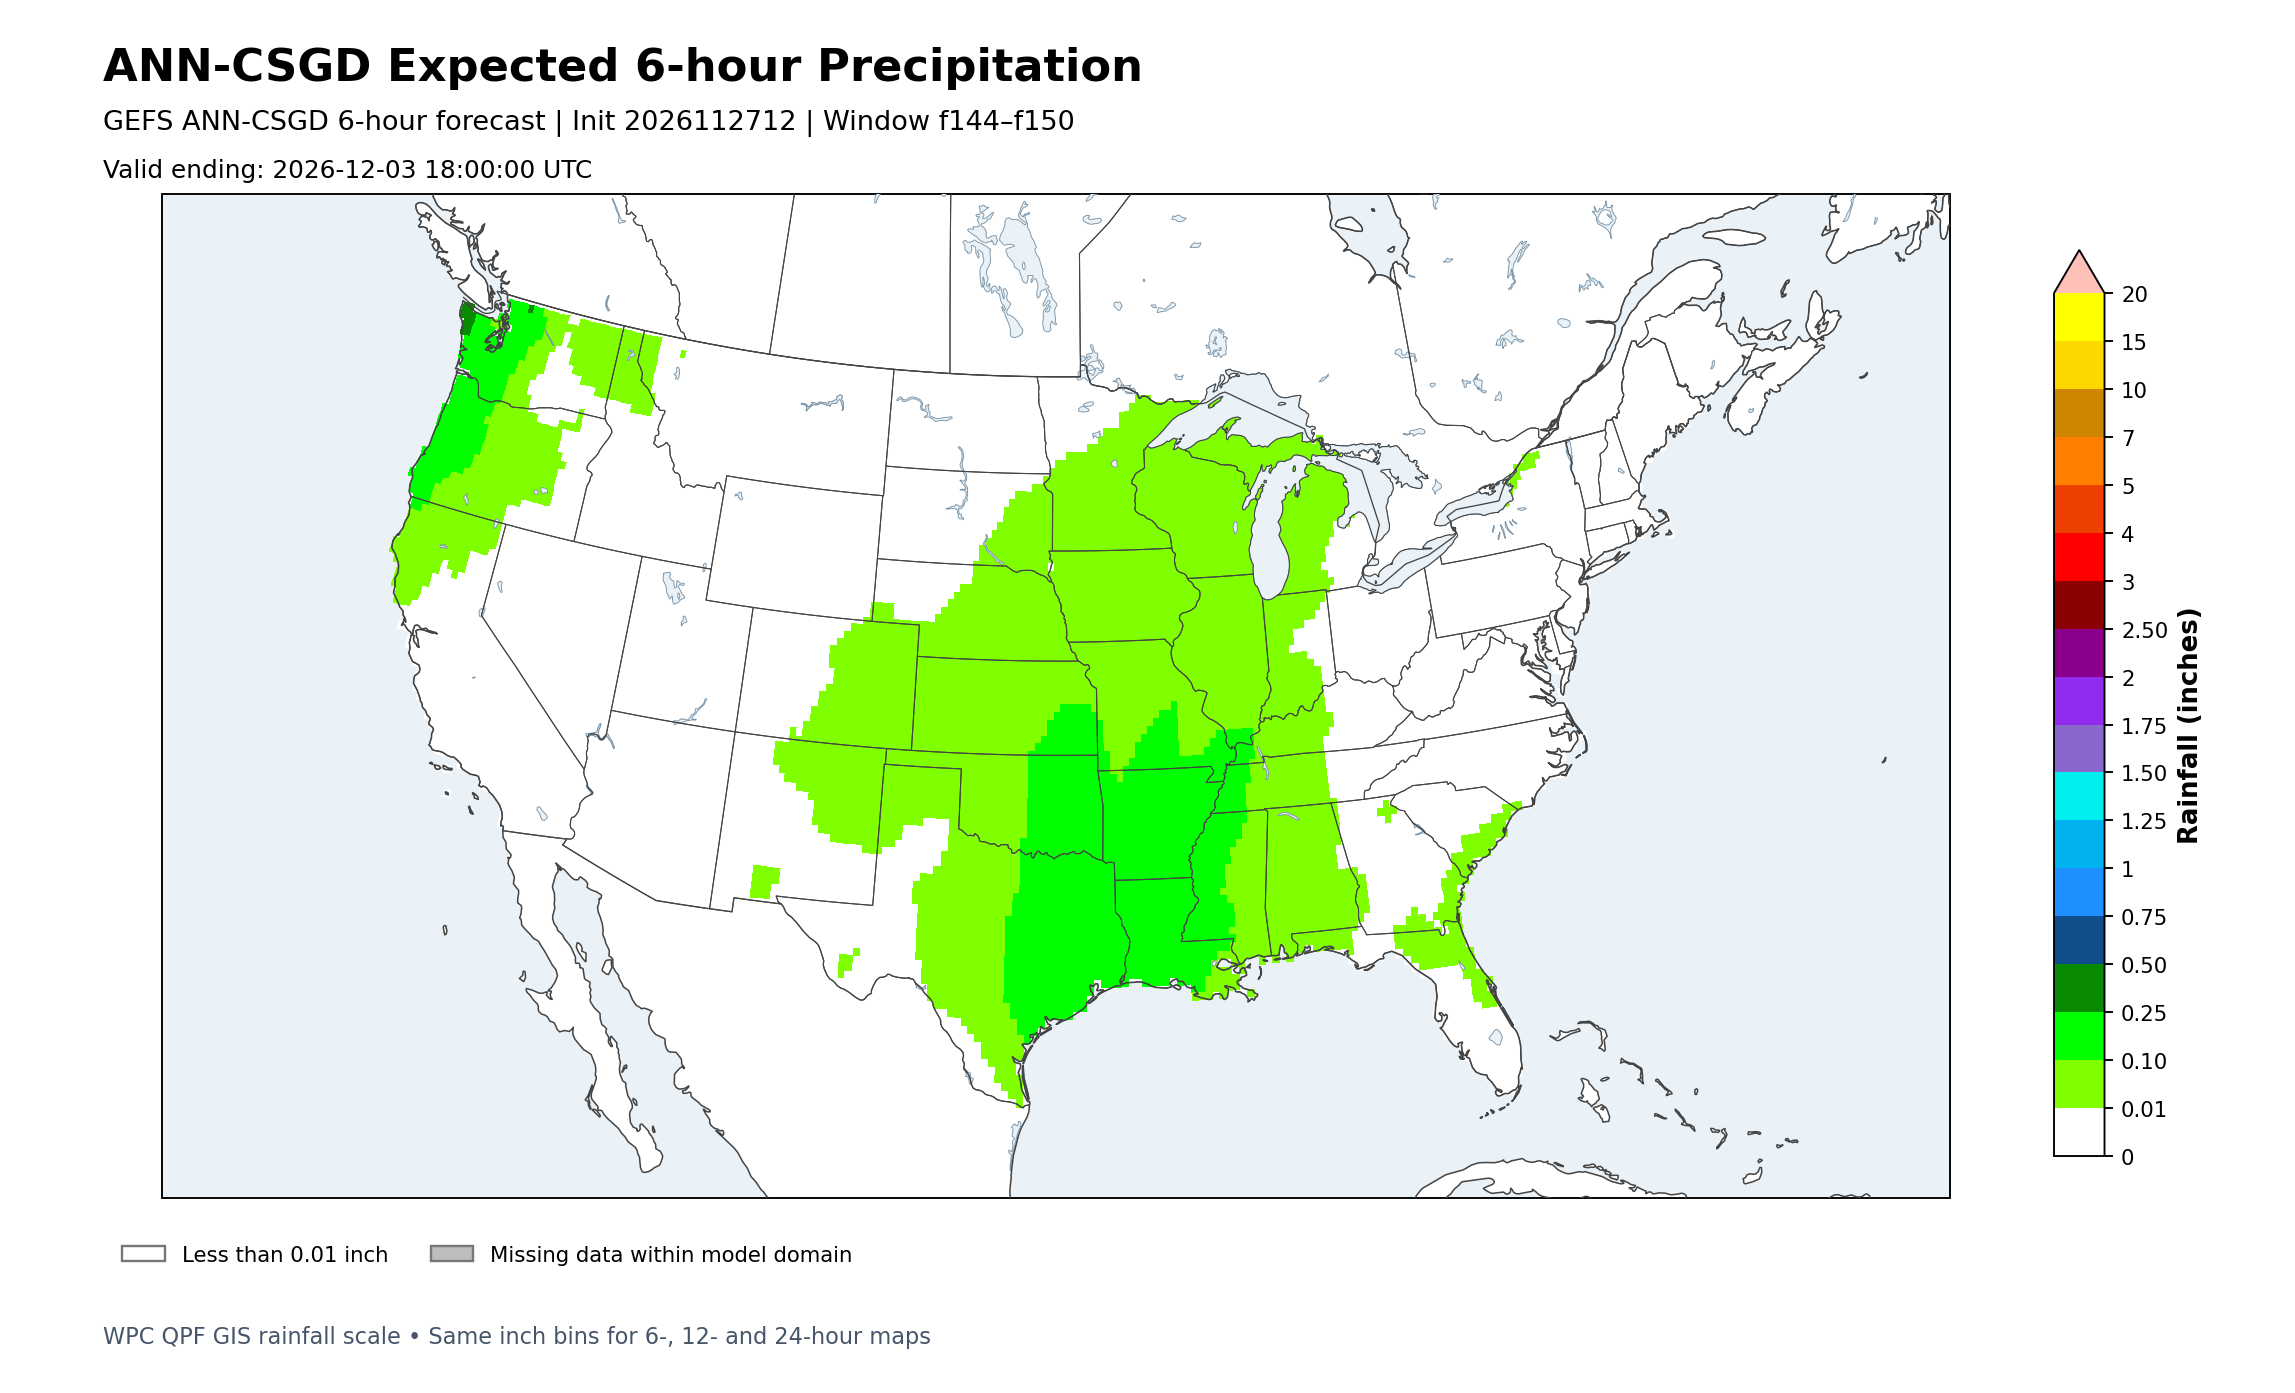 ANN-CSGD Expected 6-hour Precipitation
GEFS ANN-CSGD 6-hour forecast | Init 2026112712 | Window f144–f150
Valid ending: 2026-12-03 18:00:00 UTC
20
15
10
7
5
4
3
2.50
2
1.75
1.50
1.25
1
0.75
0.50
0.25
0.10
0.01
0
Rainfall (inches)
Less than 0.01 inch
Missing data within model domain
WPC QPF GIS rainfall scale • Same inch bins for 6-, 12- and 24-hour maps